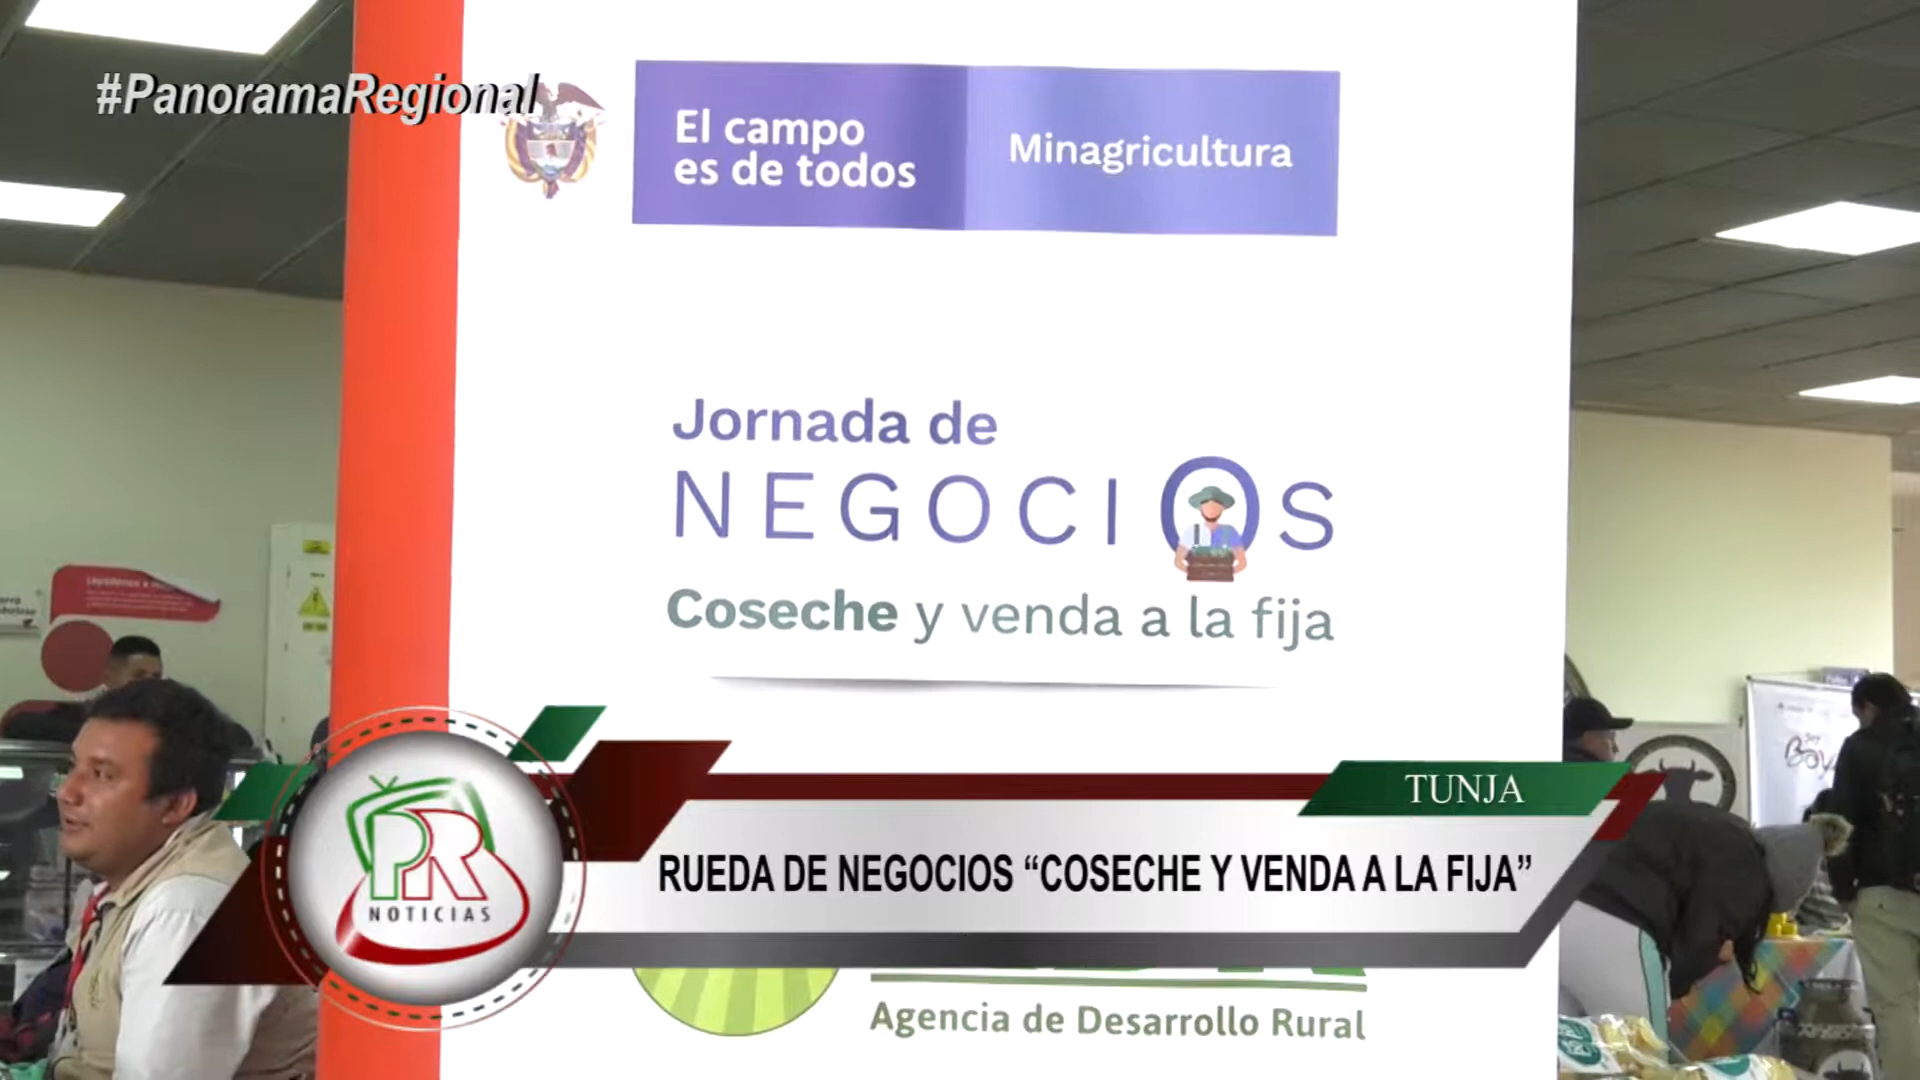 #PanoramaRegional
El campo
es de todos
Minagricultura
Jornada de
NEGOCIOS
Coseche y venda a la fija
TUNJA
RUEDA DE NEGOCIOS “COSECHE Y VENDA A LA FIJA”
PR
NOTICIAS
Agencia de Desarrollo Rural